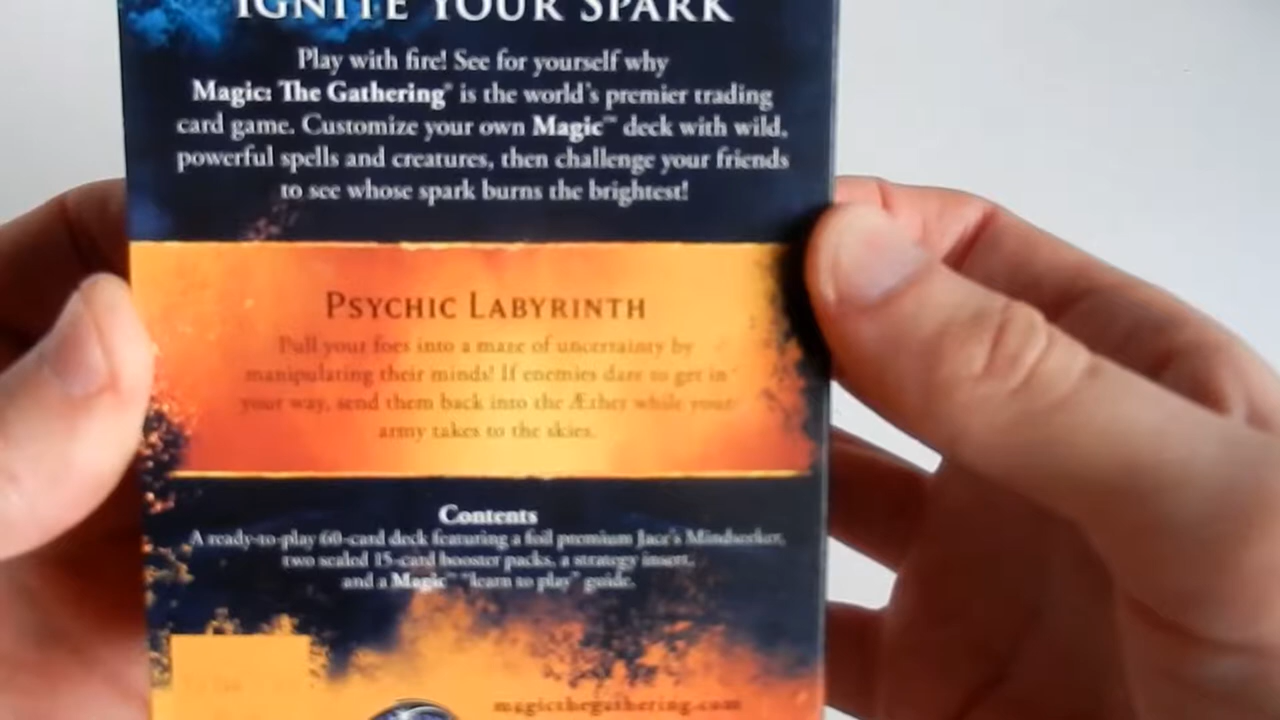 IGNITE YOUR SPARK
Play with fire! See for yourself why
Magic: The Gathering® is the world's premier trading
card game. Customize your own Magic™ deck with wild,
powerful spells and creatures, then challenge your friends
to see whose spark burns the brightest!
PSYCHIC LABYRINTH
Pull your foes into a maze of uncertainty by
manipulating their minds! If enemies dare to get in
your way, send them back into the Æther while your
army takes to the skies.
Contents
A ready-to-play 60-card deck featuring a foil premium Jace's Mindseeker,
two sealed 15-card booster packs, a strategy insert,
and a Magic™ "learn to play" guide.
magicthegathering.com